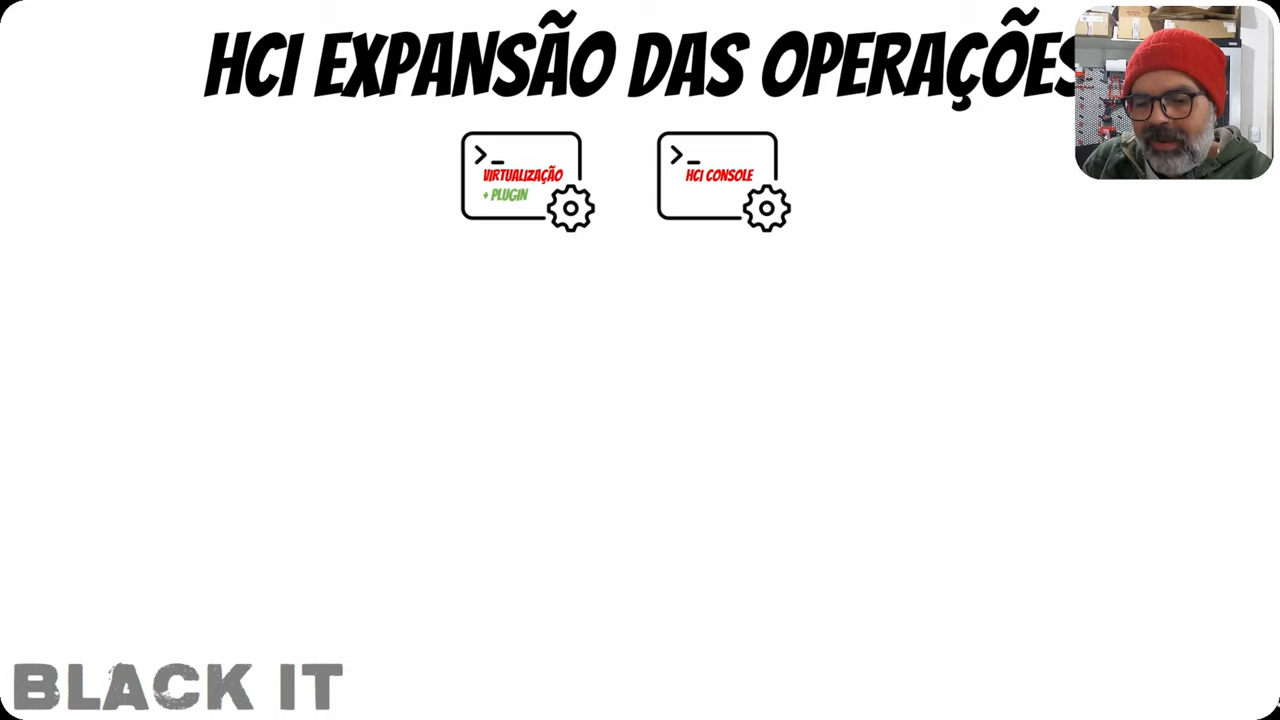 HCI EXPANSÃO DAS OPERAÇÕES
>_
VIRTUALIZAÇÃO
+ PLUGIN
>_
HCI CONSOLE
BLACK IT